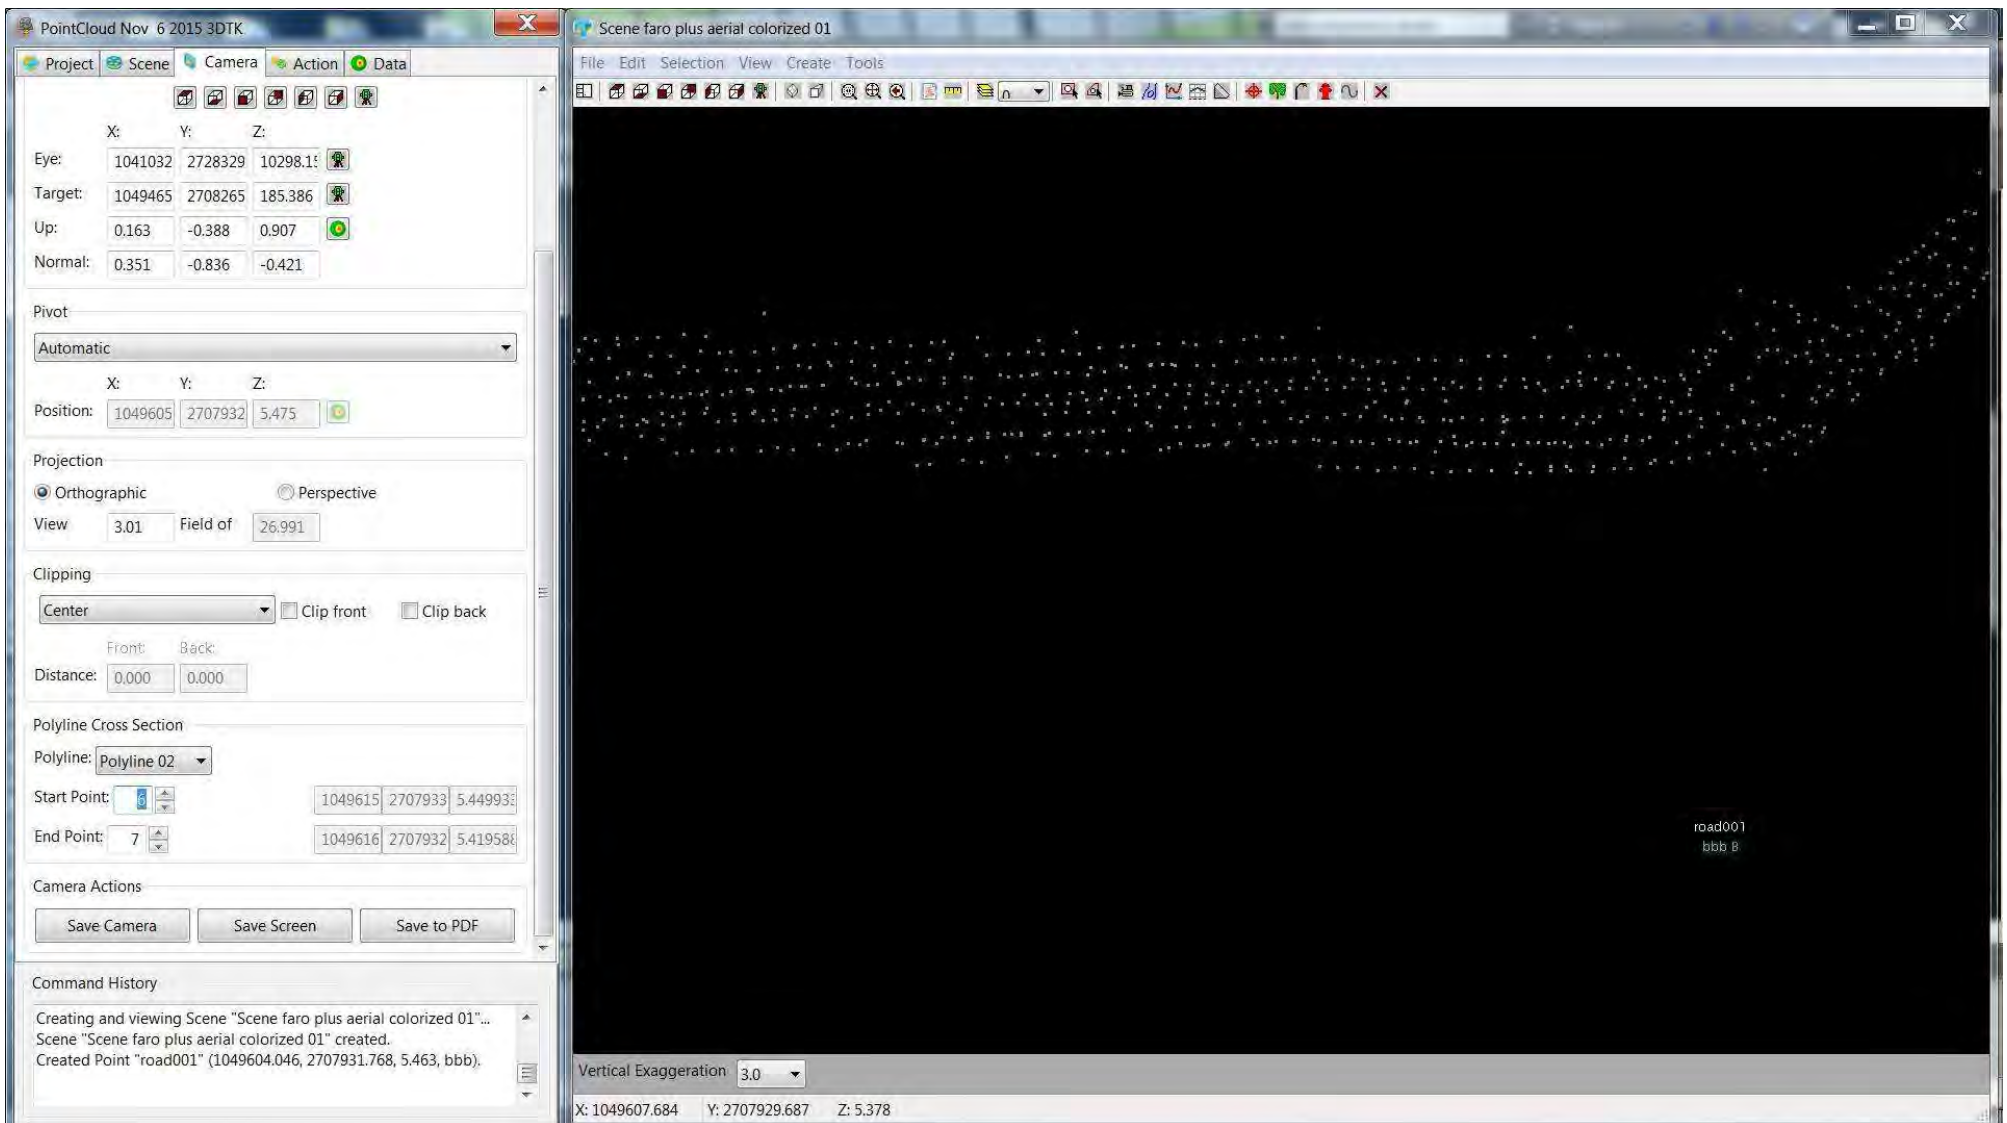 PointCloud Nov 6 2015 3DTK
Project Scene Camera Action Data
X: Y: Z:
Eye: 1041032 2728329 10298.15
Target: 1049465 2708265 185.386
Up: 0.163 -0.388 0.907
Normal: 0.351 -0.836 -0.421
Pivot
Automatic
X: Y: Z:
Position: 1049605 2707932 5.475
Projection
Orthographic Perspective
View 3.01 Field of 26.991
Clipping
Center Clip front Clip back
Front: Back:
Distance: 0.000 0.000
Polyline Cross Section
Polyline: Polyline 02
Start Point: 6 1049615 2707933 5.44993
End Point: 7 1049616 2707932 5.41958
Camera Actions
Save Camera Save Screen Save to PDF
Command History
Creating and viewing Scene "Scene faro plus aerial colorized 01"...
Scene "Scene faro plus aerial colorized 01" created.
Created Point "road001" (1049604.046, 2707931.768, 5.463, bbb).
Scene faro plus aerial colorized 01
File Edit Selection View Create Tools
road001
bbb B
Vertical Exaggeration 3.0
X: 1049607.684 Y: 2707929.687 Z: 5.378